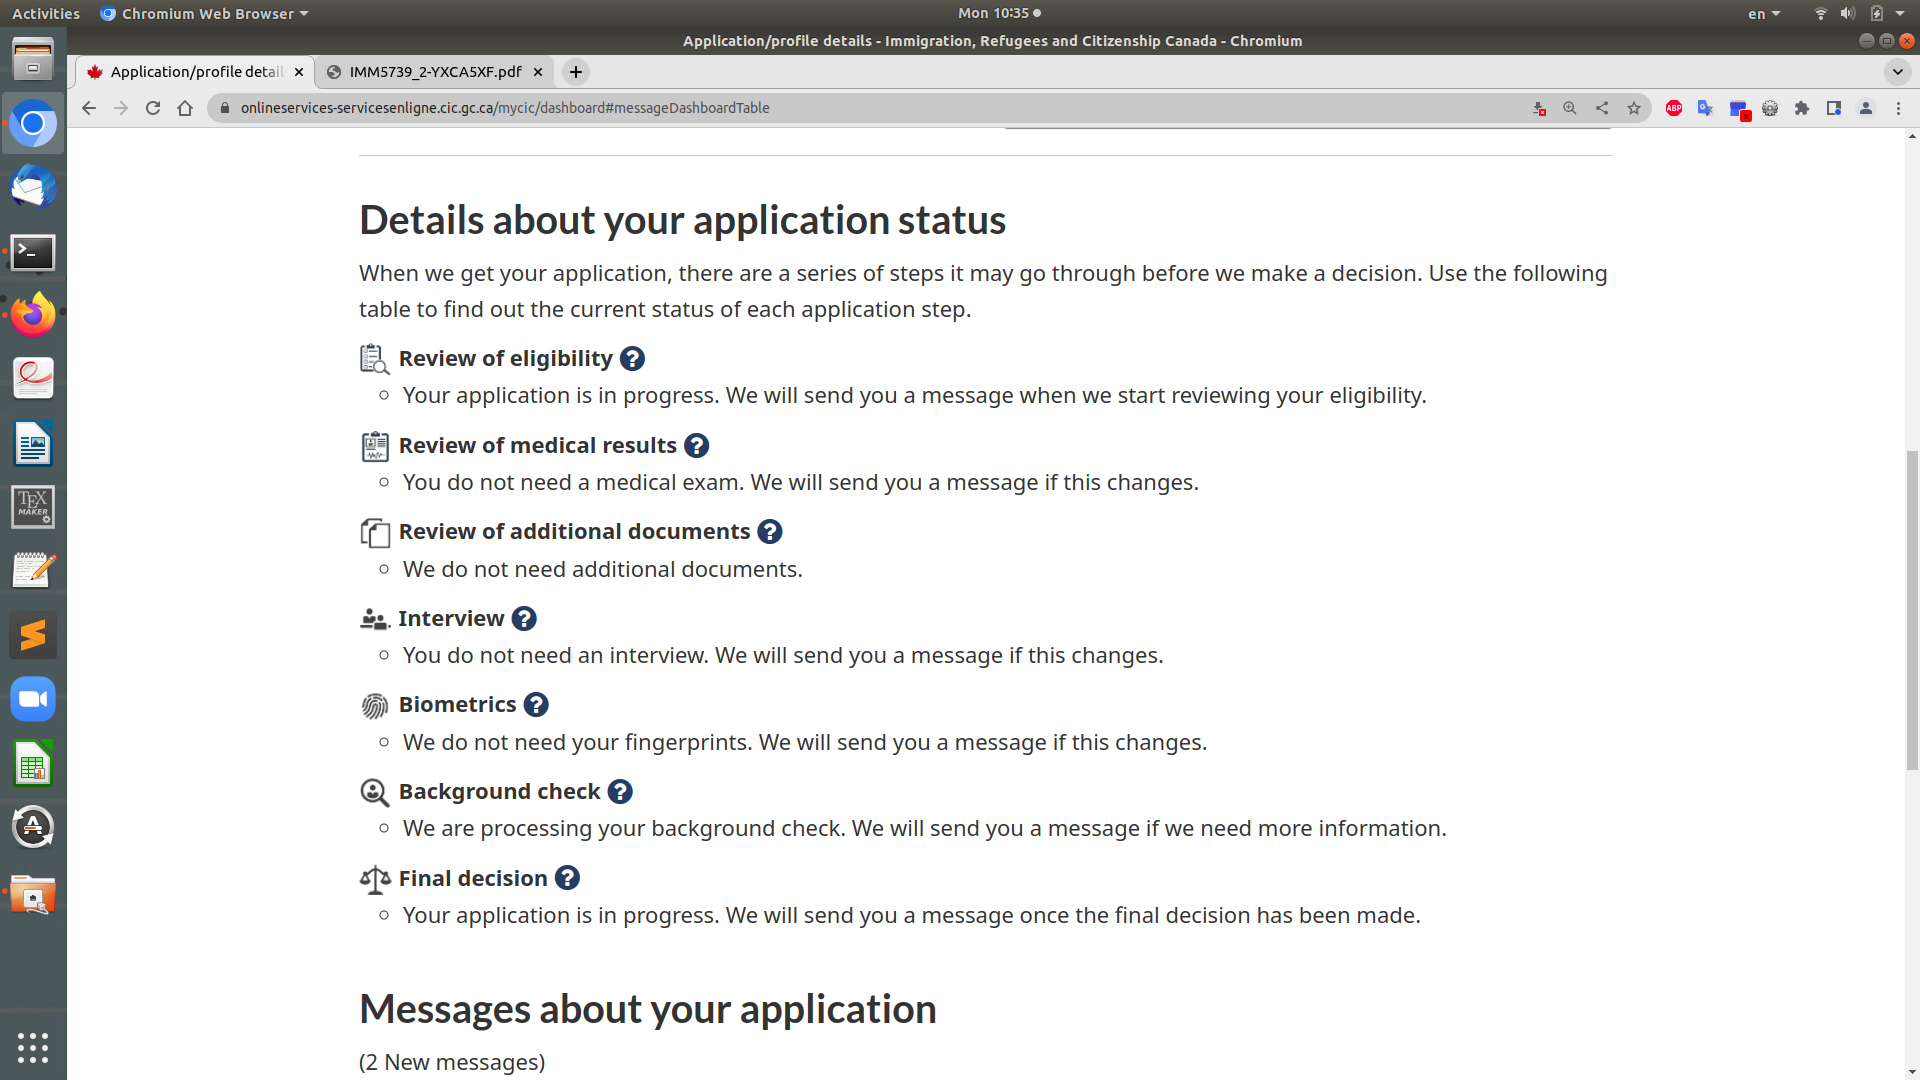 Activities
Chromium Web Browser
Mon 10:35
en
Application/profile details - Immigration, Refugees and Citizenship Canada - Chromium
Application/profile detail
IMM5739_2-YXCA5XF.pdf
onlineservices-servicesenligne.cic.gc.ca/mycic/dashboard#messageDashboardTable
ABP
Details about your application status
When we get your application, there are a series of steps it may go through before we make a decision. Use the following
table to find out the current status of each application step.
Review of eligibility ?
Your application is in progress. We will send you a message when we start reviewing your eligibility.
Review of medical results ?
You do not need a medical exam. We will send you a message if this changes.
Review of additional documents ?
We do not need additional documents.
Interview ?
You do not need an interview. We will send you a message if this changes.
Biometrics ?
We do not need your fingerprints. We will send you a message if this changes.
Background check ?
We are processing your background check. We will send you a message if we need more information.
Final decision ?
Your application is in progress. We will send you a message once the final decision has been made.
Messages about your application
(2 New messages)
TEX
MAKER